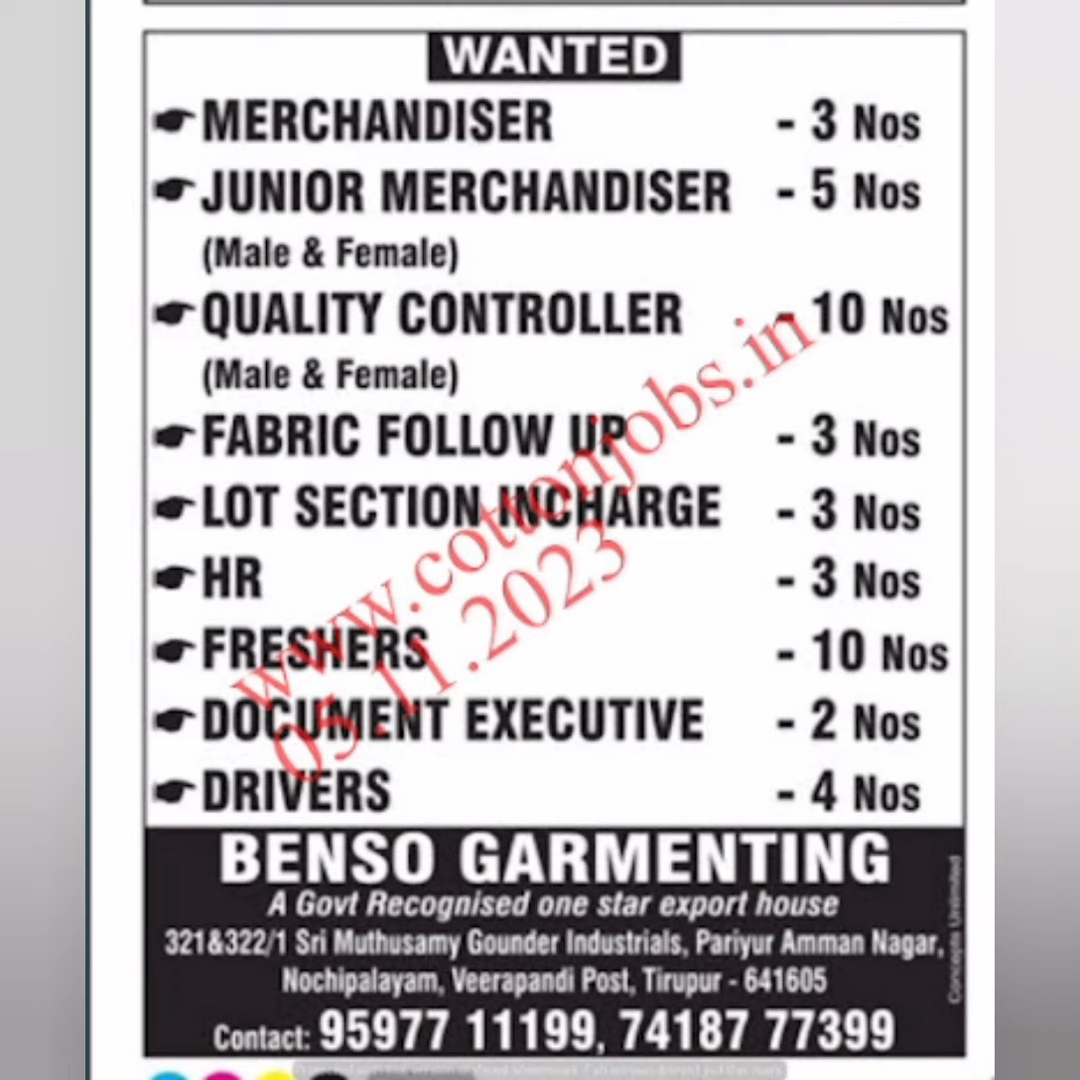 WANTED
MERCHANDISER - 3 Nos
JUNIOR MERCHANDISER - 5 Nos
(Male & Female)
QUALITY CONTROLLER - 10 Nos
(Male & Female)
FABRIC FOLLOW UP - 3 Nos
LOT SECTION INCHARGE - 3 Nos
HR - 3 Nos
FRESHERS - 10 Nos
DOCUMENT EXECUTIVE - 2 Nos
DRIVERS - 4 Nos
www.cottonjobs.in
05.11.2023
BENSO GARMENTING
A Govt Recognised one star export house
321&322/1 Sri Muthusamy Gounder Industrials, Pariyur Amman Nagar,
Nochipalayam, Veerapandi Post, Tirupur - 641605
Contact: 95977 11199, 74187 77399
Concepts Unlimited